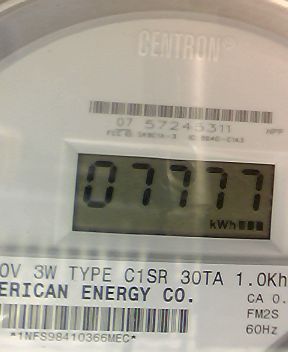 CENTRON®
07 57245311
07777
kWh
0V 3W TYPE C1SR 30TA 1.0Kh
ERICAN ENERGY CO.
CA 0.
FM2S
60Hz
*1NFS98410366MEC*